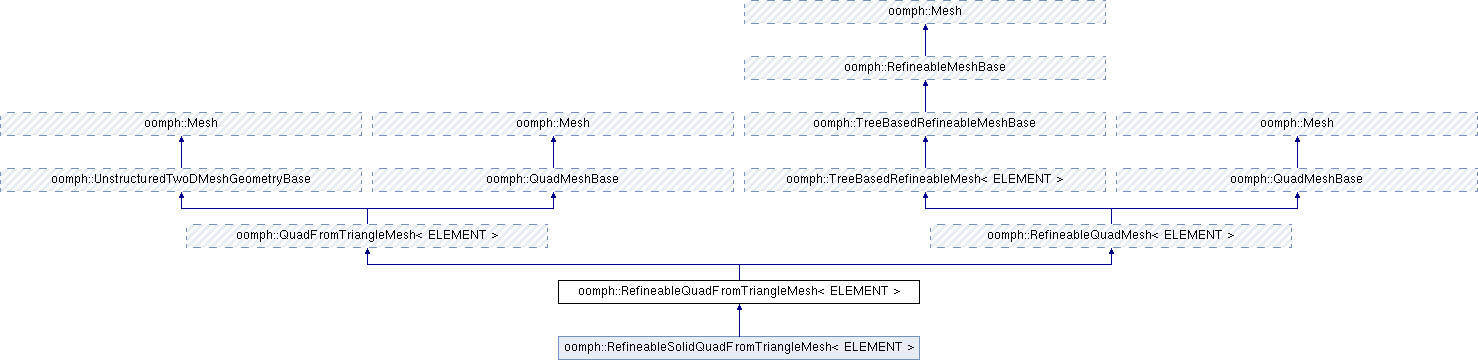 oomph::Mesh
oomph::RefineableMeshBase
oomph::Mesh
oomph::Mesh
oomph::TreeBasedRefineableMeshBase
oomph::Mesh
oomph::UnstructuredTwoDMeshGeometryBase
oomph::QuadMeshBase
oomph::TreeBasedRefineableMesh< ELEMENT >
oomph::QuadMeshBase
oomph::QuadFromTriangleMesh< ELEMENT >
oomph::RefineableQuadMesh< ELEMENT >
oomph::RefineableQuadFromTriangleMesh< ELEMENT >
oomph::RefineableSolidQuadFromTriangleMesh< ELEMENT >